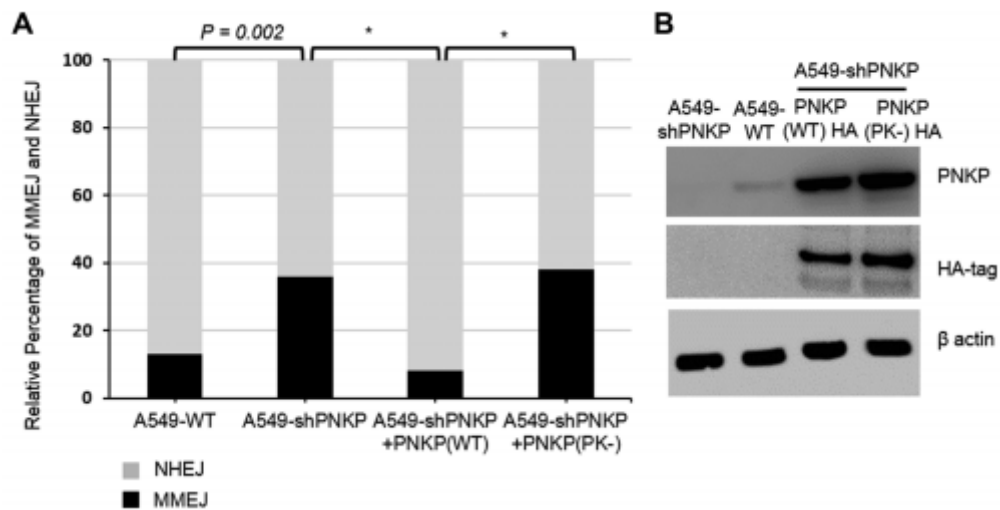 A
P = 0.002
*
*
Relative Percentage of MMEJ and NHEJ
100
80
60
40
20
0
A549-WT
A549-shPNKP
A549-shPNKP
+PNKP(WT)
A549-shPNKP
+PNKP(PK-)
NHEJ
MMEJ
B
A549-shPNKP
A549-
shPNKP
A549-
WT
PNKP
(WT) HA
PNKP
(PK-) HA
PNKP
HA-tag
β actin